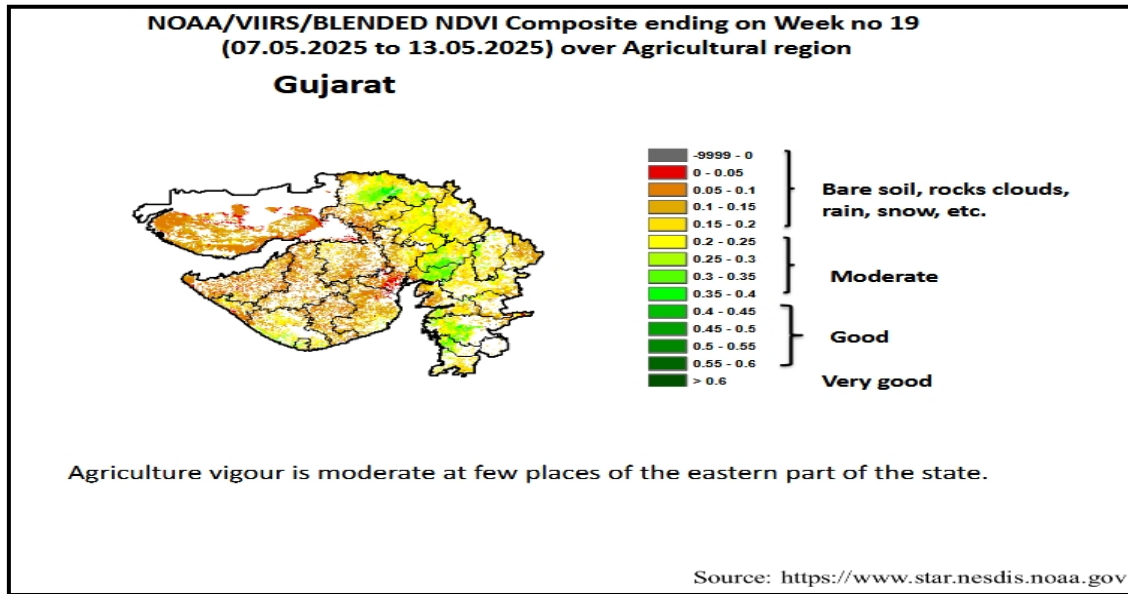 NOAA/VIIRS/BLENDED NDVI Composite ending on Week no 19
(07.05.2025 to 13.05.2025) over Agricultural region
Gujarat
-9999 - 0
0 - 0.05
0.05 - 0.1
0.1 - 0.15
0.15 - 0.2
0.2 - 0.25
0.25 - 0.3
0.3 - 0.35
0.35 - 0.4
0.4 - 0.45
0.45 - 0.5
0.5 - 0.55
0.55 - 0.6
> 0.6
Bare soil, rocks clouds,
rain, snow, etc.
Moderate
Good
Very good
Agriculture vigour is moderate at few places of the eastern part of the state.
Source: https://www.star.nesdis.noaa.gov